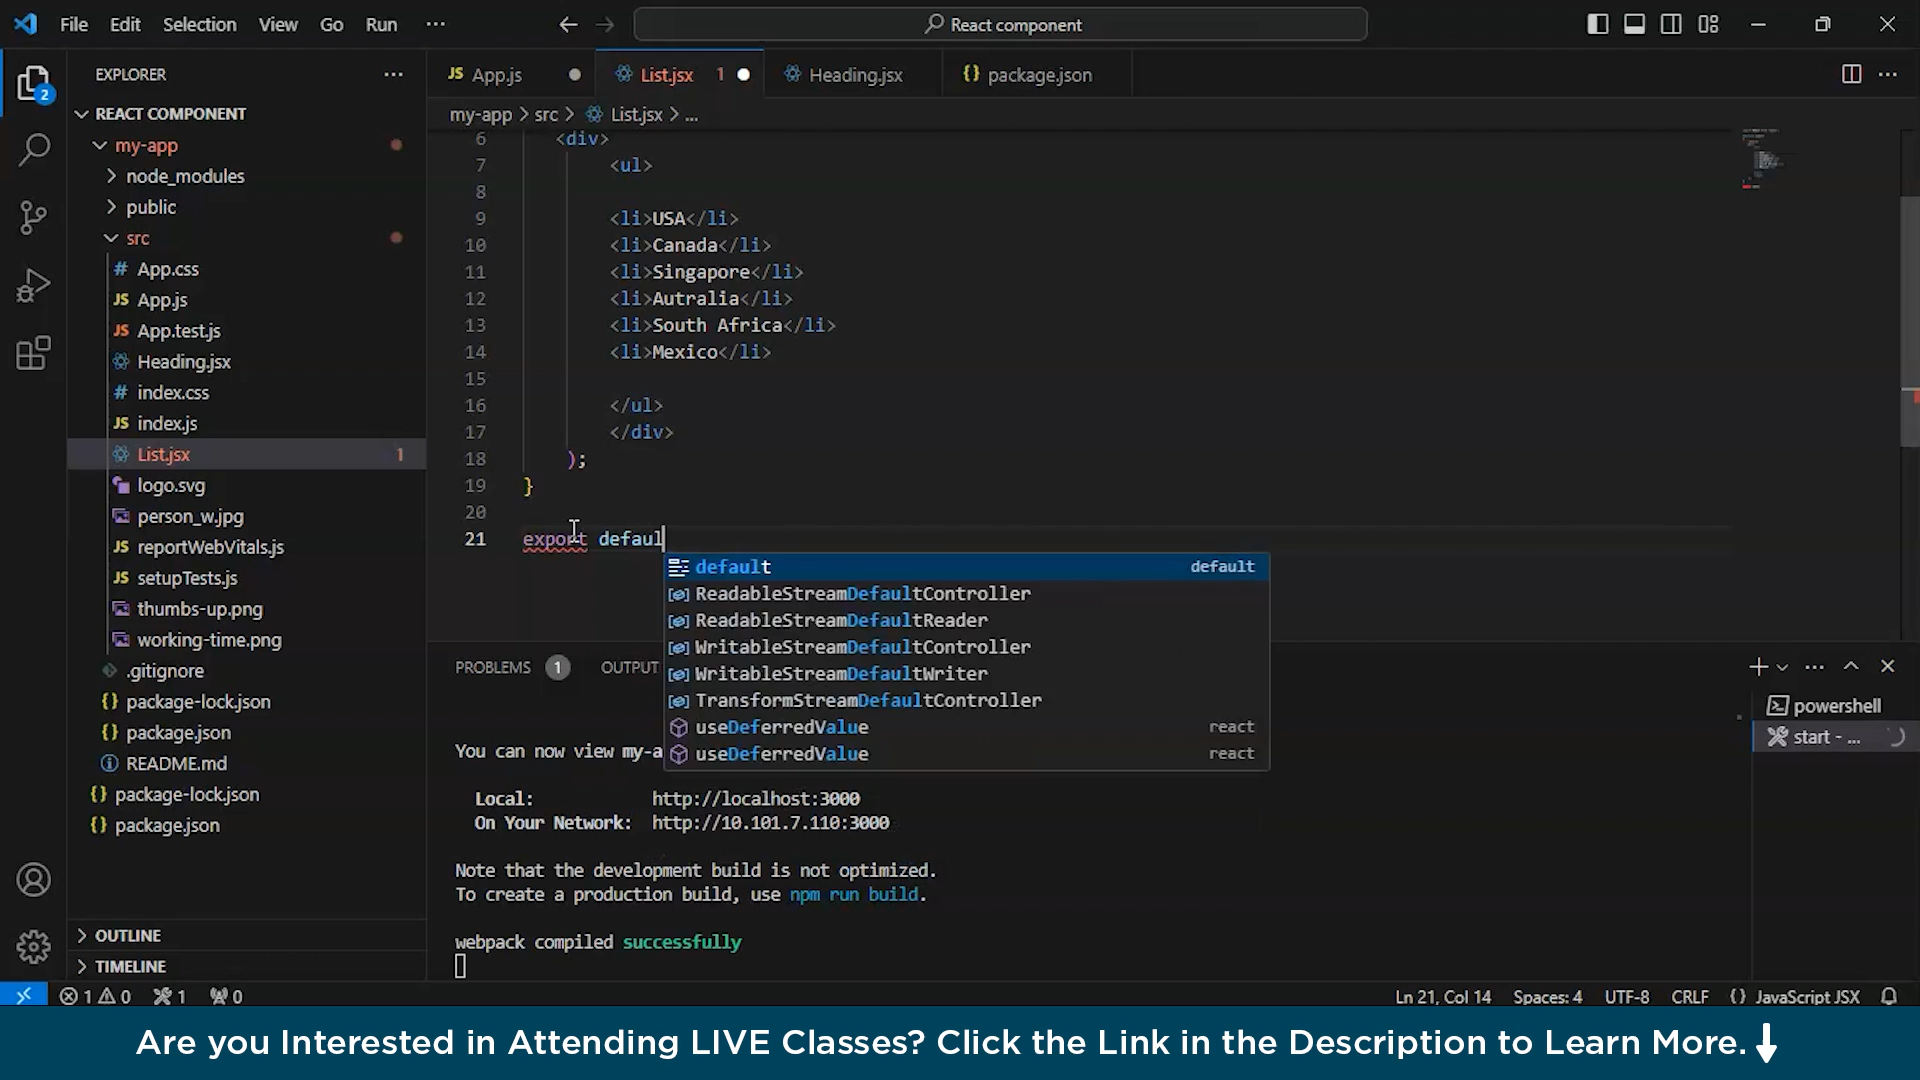 File Edit Selection View Go Run ··· React component
EXPLORER ···
JS App.js List.jsx 1 Heading.jsx {} package.json ···
my-app > src > List.jsx > ...
2
REACT COMPONENT
my-app
node_modules
public
src
# App.css
JS App.js
JS App.test.js
Heading.jsx
# index.css
JS index.js
List.jsx 1
logo.svg
person_w.jpg
JS reportWebVitals.js
JS setupTests.js
thumbs-up.png
working-time.png
.gitignore
{} package-lock.json
{} package.json
README.md
{} package-lock.json
{} package.json
OUTLINE
TIMELINE
6 <div>
7 <ul>
8
9 <li>USA</li>
10 <li>Canada</li>
11 <li>Singapore</li>
12 <li>Autralia</li>
13 <li>South Africa</li>
14 <li>Mexico</li>
15
16 </ul>
17 </div>
18 );
19 }
20
21 export defaul
default default
ReadableStreamDefaultController
ReadableStreamDefaultReader
WritableStreamDefaultController
WritableStreamDefaultWriter
TransformStreamDefaultController
useDeferredValue react
useDeferredValue react
PROBLEMS 1 OUTPUT
powershell
start - ...
You can now view my-a
Local: http://localhost:3000
On Your Network: http://10.101.7.110:3000
Note that the development build is not optimized.
To create a production build, use npm run build.
webpack compiled successfully
1 0 1 0 Ln 21, Col 14 Spaces: 4 UTF-8 CRLF {} JavaScript JSX
Are you Interested in Attending LIVE Classes? Click the Link in the Description to Learn More.